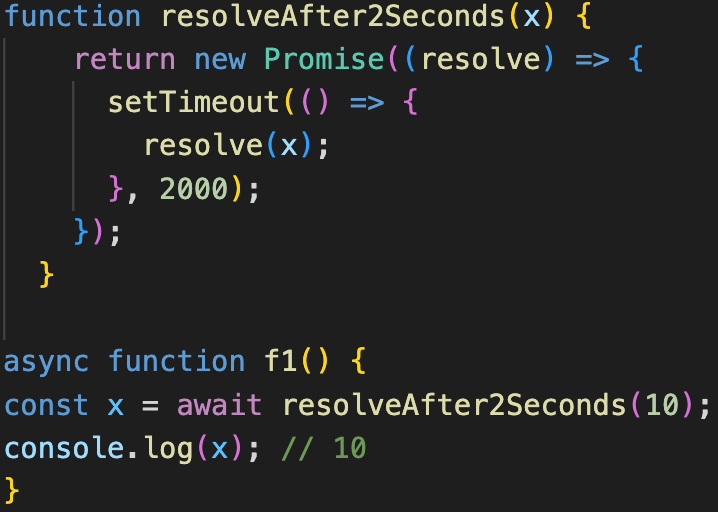 function resolveAfter2Seconds(x) {
    return new Promise((resolve) => {
      setTimeout(() => {
        resolve(x);
      }, 2000);
    });
  }

async function f1() {
const x = await resolveAfter2Seconds(10);
console.log(x); // 10
}